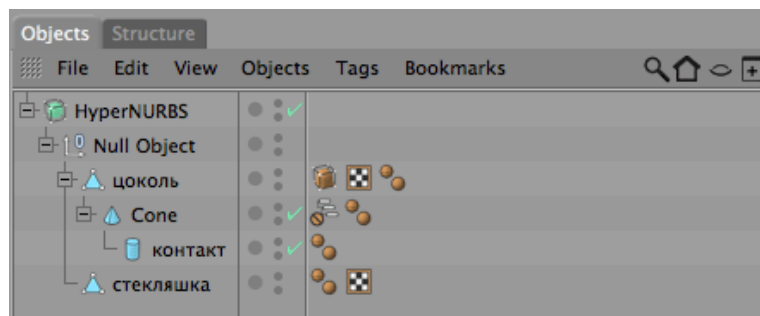 Objects Structure
File Edit View Objects Tags Bookmarks
HyperNURBS
Null Object
цоколь
Cone
контакт
стекляшка